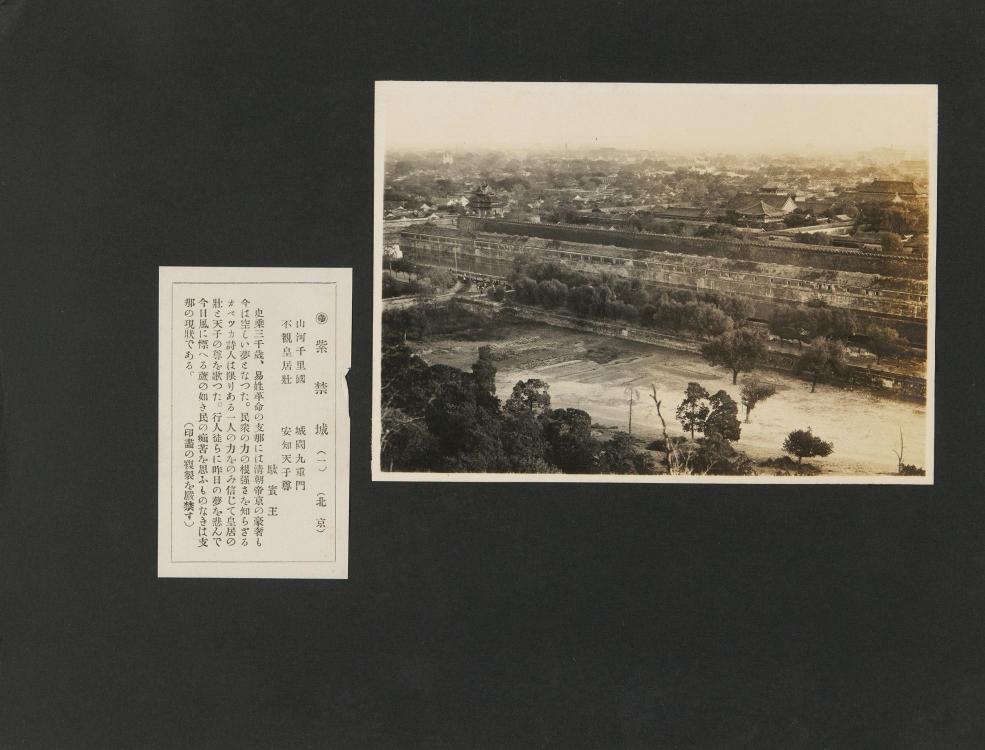 紫禁城（一）（北京）
山河千里國　城闕九重門
不觀皇居壯　安知天子尊
駱賓王
史乘三千歲、易姓革命の支那には清朝帝京の豪奢も
今は空しい夢となつた。民衆の力の根强さを知らざる
オベツカ詩人は限りある一人の力をのみ信じて皇居の
壯と天子の尊を歌つた。行人徒らに昨日の夢を悲んで
今日風に慄へる蘆の如き民の痛苦を思ふものなきは支
那の現狀である。
（印畵の複製を嚴禁す）